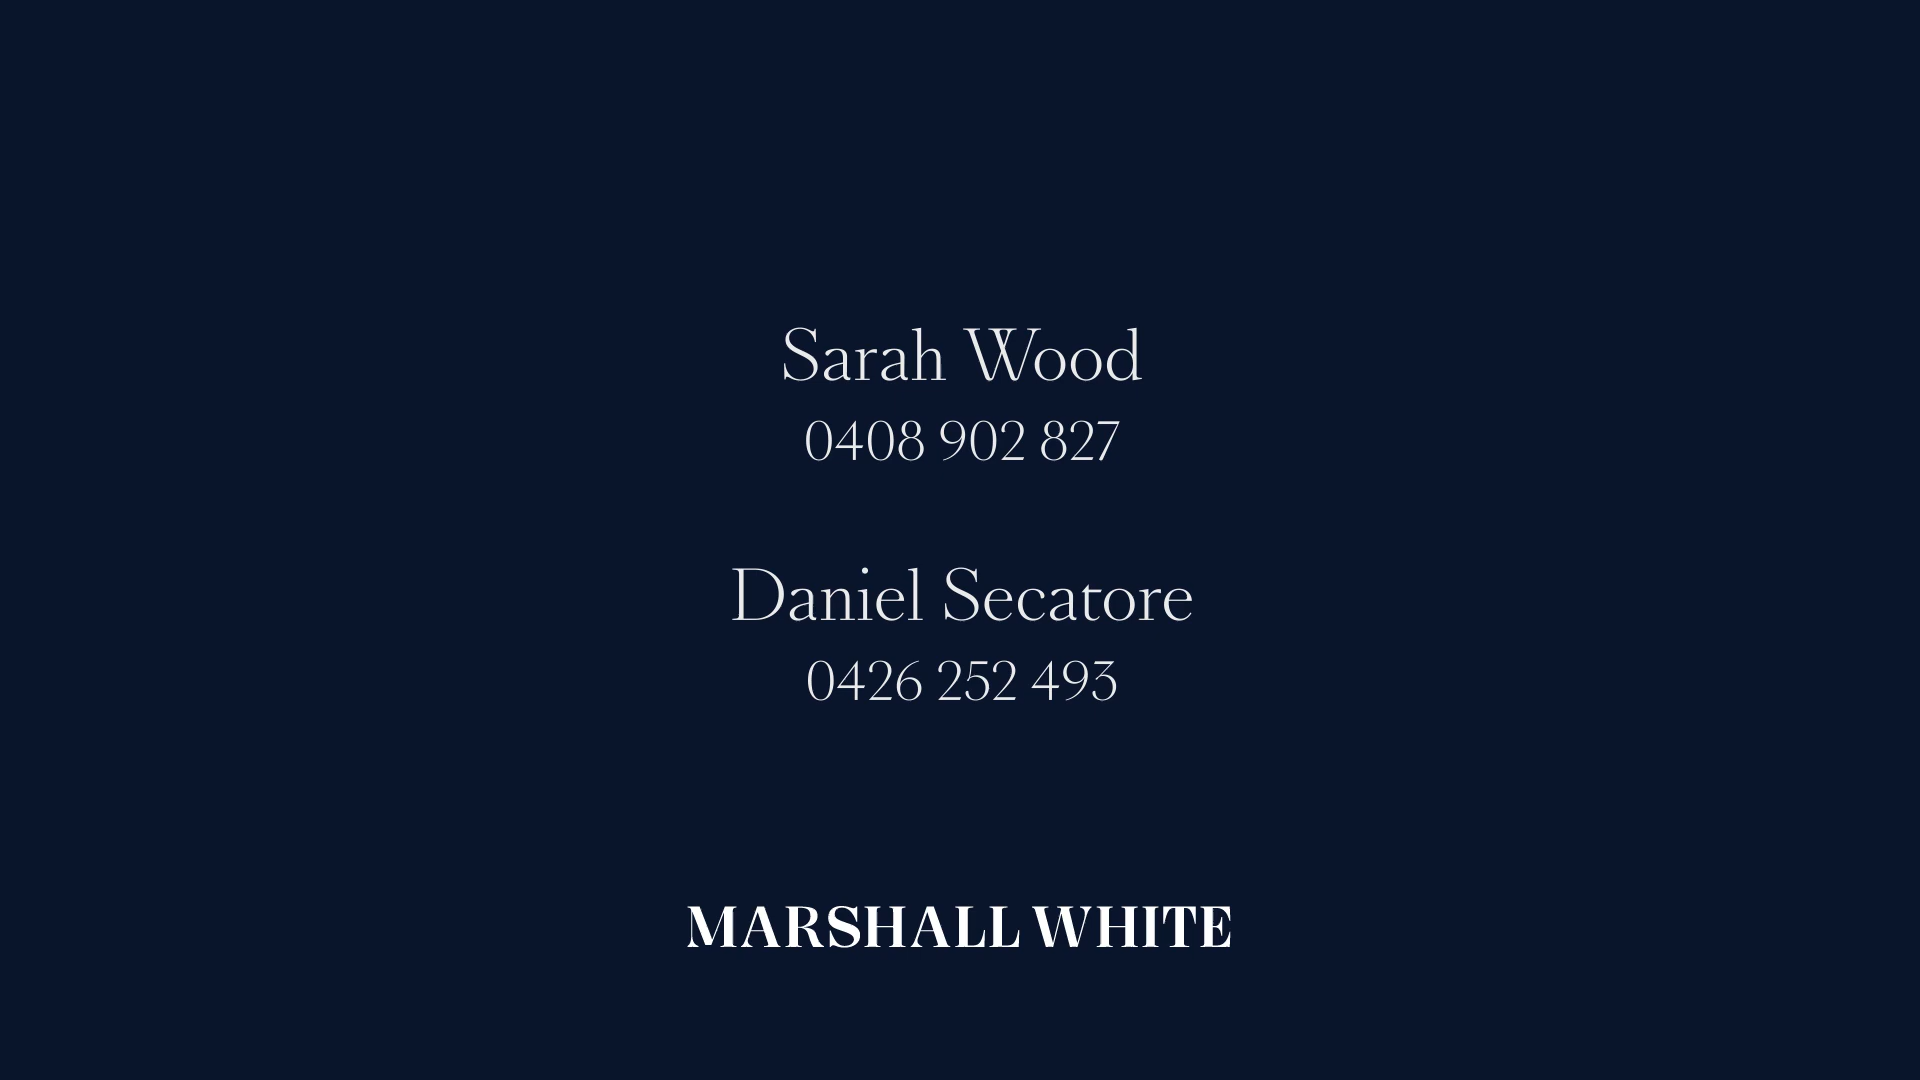 Sarah Wood
0408 902 827
Daniel Secatore
0426 252 493
MARSHALL WHITE